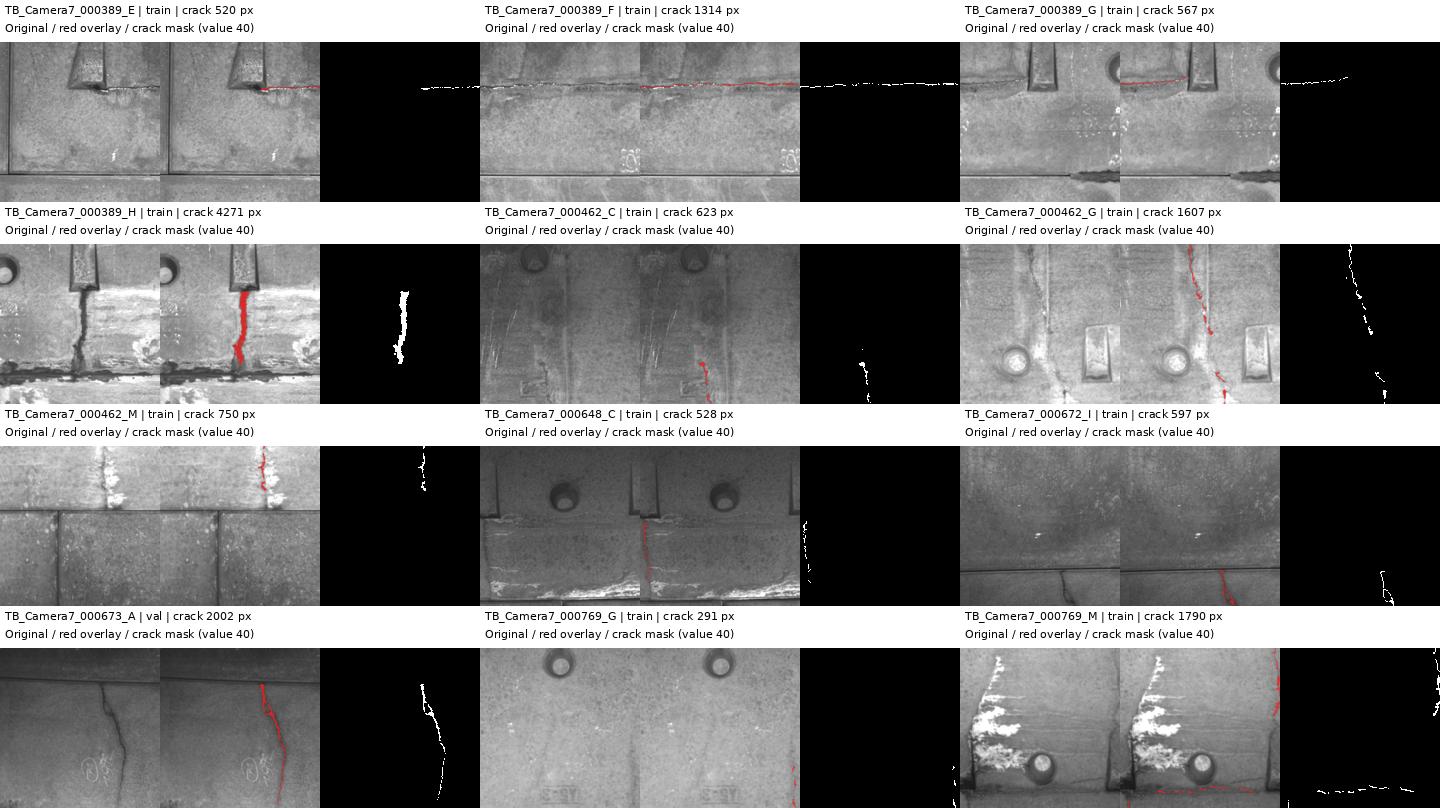 TB_Camera7_000389_E | train | crack 520 px
Original / red overlay / crack mask (value 40)
TB_Camera7_000389_F | train | crack 1314 px
Original / red overlay / crack mask (value 40)
TB_Camera7_000389_G | train | crack 567 px
Original / red overlay / crack mask (value 40)
TB_Camera7_000389_H | train | crack 4271 px
Original / red overlay / crack mask (value 40)
TB_Camera7_000462_C | train | crack 623 px
Original / red overlay / crack mask (value 40)
TB_Camera7_000462_G | train | crack 1607 px
Original / red overlay / crack mask (value 40)
TB_Camera7_000462_M | train | crack 750 px
Original / red overlay / crack mask (value 40)
TB_Camera7_000648_C | train | crack 528 px
Original / red overlay / crack mask (value 40)
TB_Camera7_000672_I | train | crack 597 px
Original / red overlay / crack mask (value 40)
TB_Camera7_000673_A | val | crack 2002 px
Original / red overlay / crack mask (value 40)
TB_Camera7_000769_G | train | crack 291 px
Original / red overlay / crack mask (value 40)
TB_Camera7_000769_M | train | crack 1790 px
Original / red overlay / crack mask (value 40)